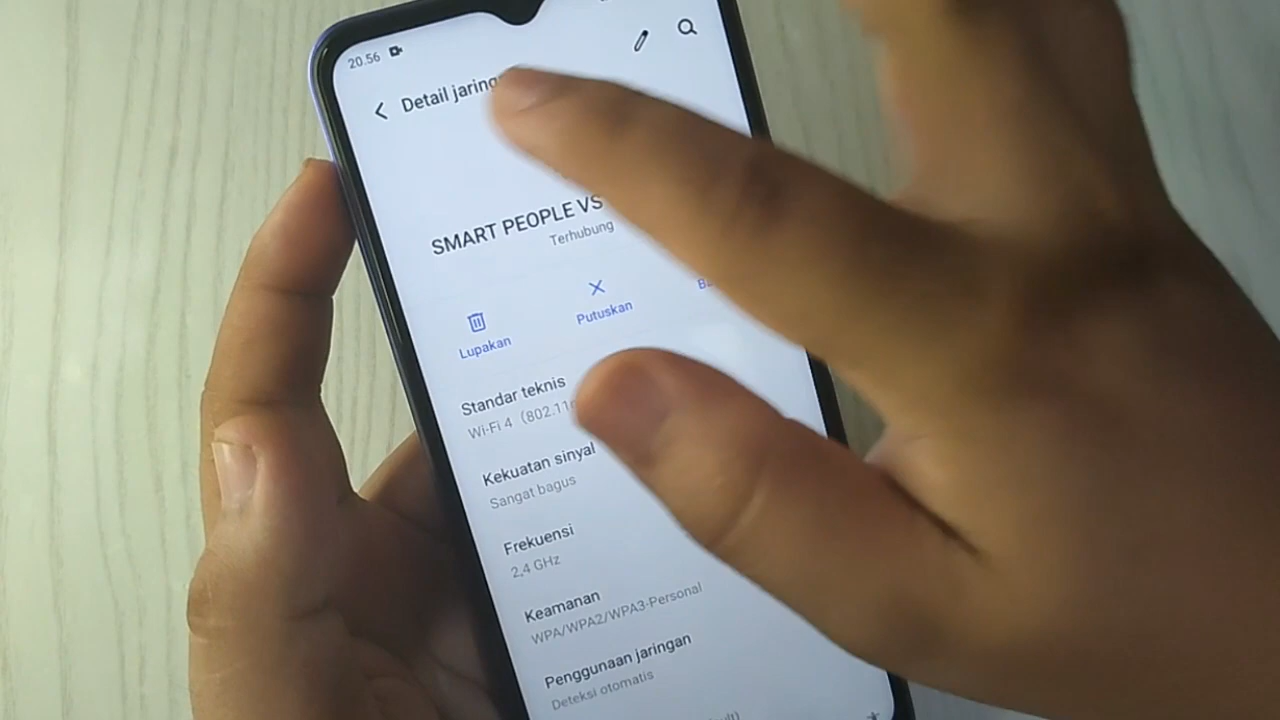 20.56
Detail
SMART PEOPLE VS
Terhubung
Lupakan
Putuskan
Standar teknis
Wi-Fi 4
Kekuatan sinyal
Sangat bagus
Frekuensi
2,4 GHz
Keamanan
WPA/WPA2/WPA3-Personal
Penggunaan jaringan
Deteksi otomatis